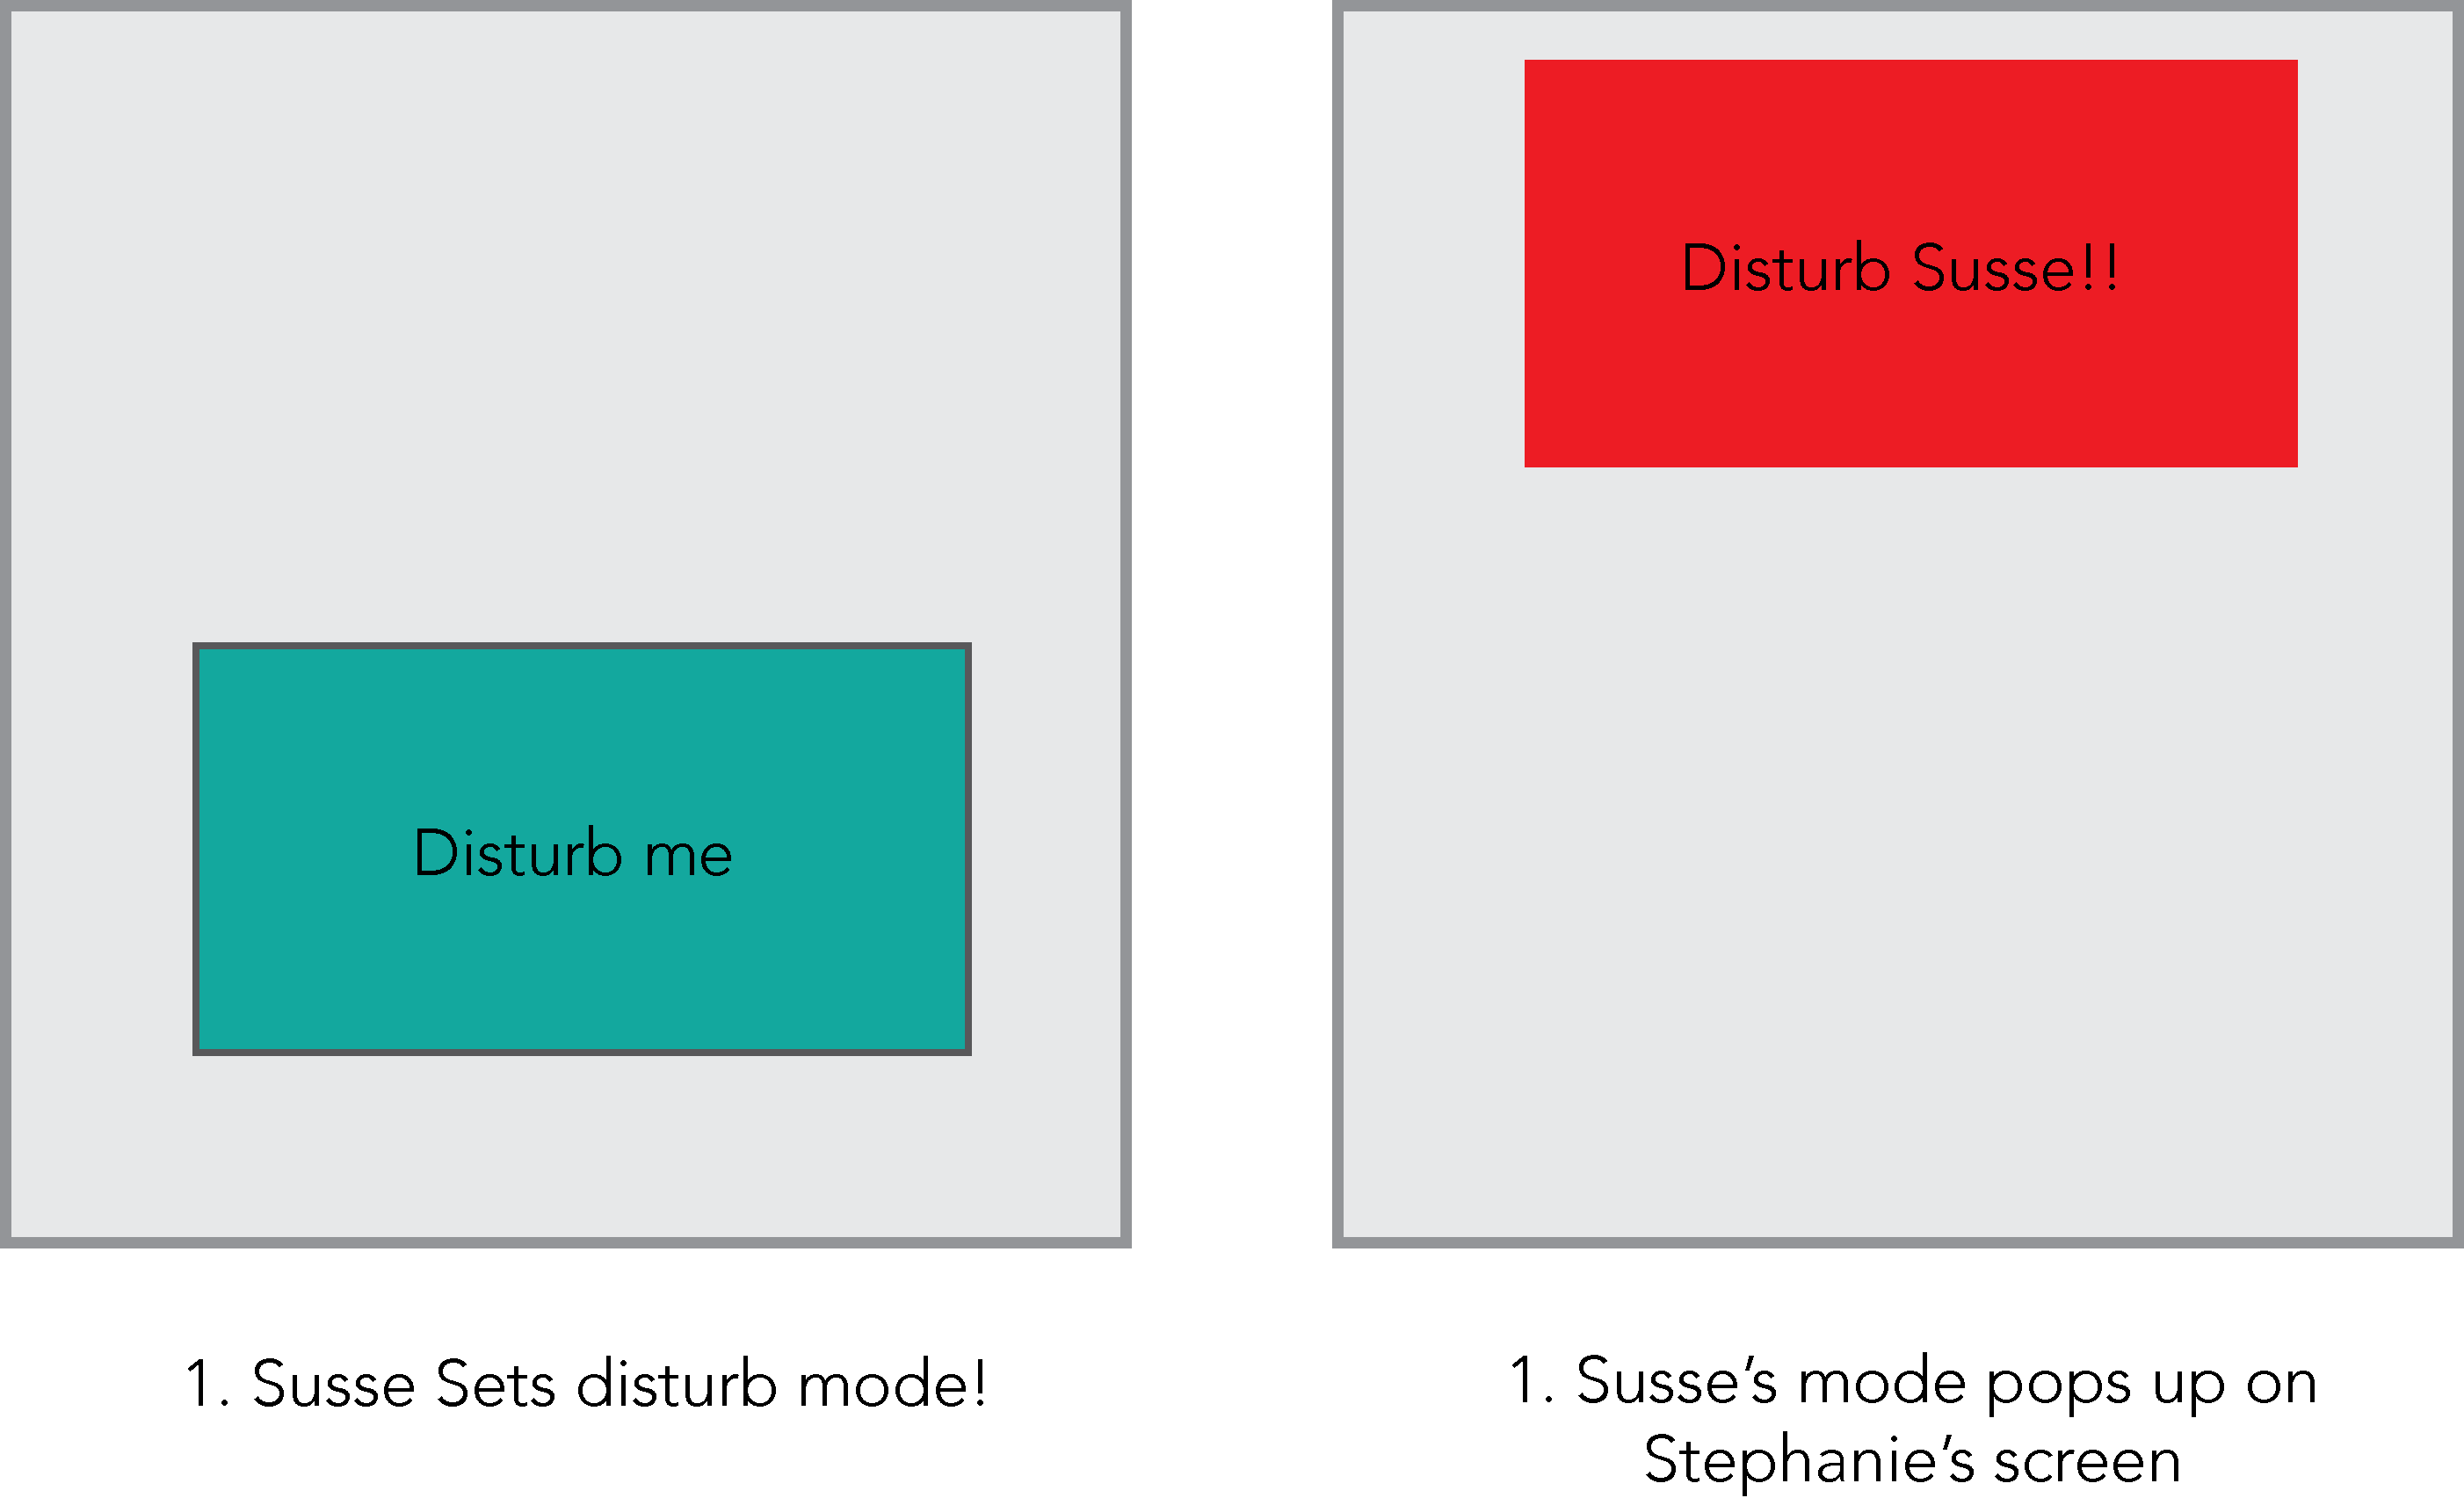 Disturb me
Disturb Susse!!
1. Susse Sets disturb mode!
1. Susse's mode pops up on
Stephanie's screen